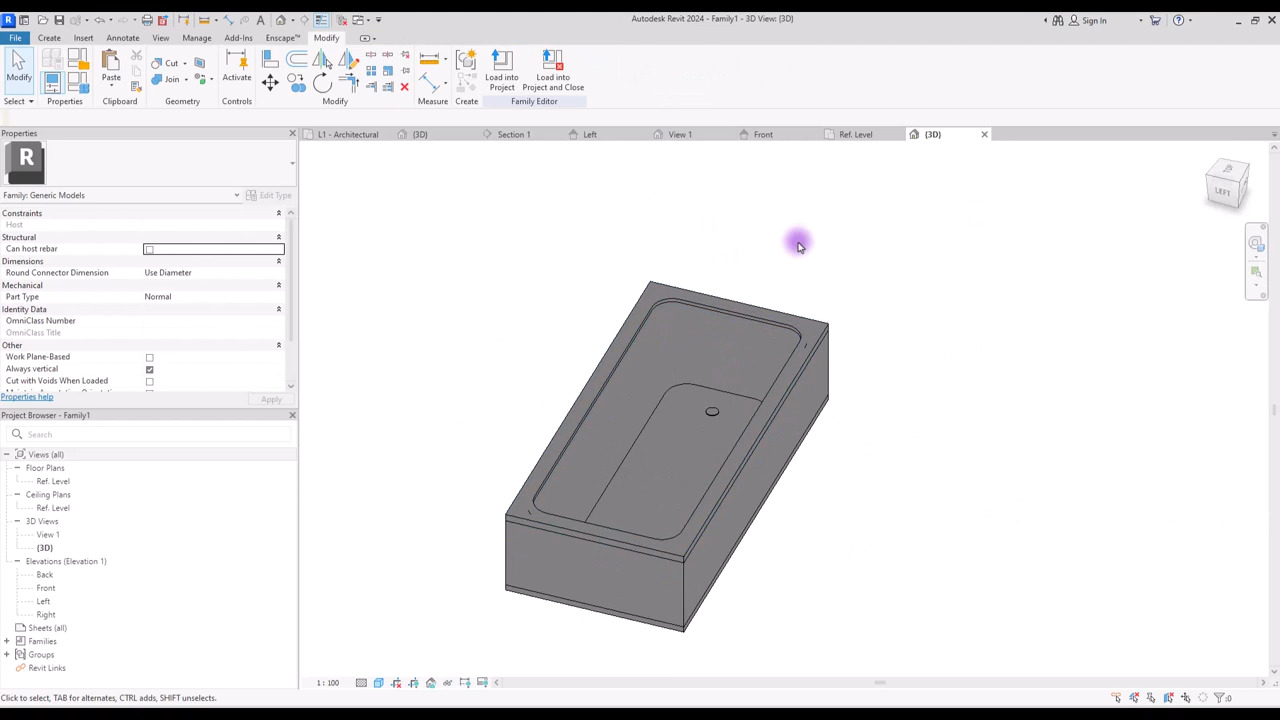 Autodesk Revit 2024 - Family1 - 3D View: {3D}
Sign In
File Create Insert Annotate View Manage Add-Ins Enscape™ Modify
Modify
Paste
Cut
Join
Activate
Load into
Project
Load into
Project and Close
Select Properties Clipboard Geometry Controls Modify Measure Create Family Editor
Properties
L1 - Architectural {3D} Section 1 Left View 1 Front Ref. Level {3D}
R
LEFT
Family: Generic Models Edit Type
Constraints
Host
Structural
Can host rebar
Dimensions
Round Connector Dimension Use Diameter
Mechanical
Part Type Normal
Identity Data
OmniClass Number
OmniClass Title
Other
Work Plane-Based
Always vertical
Cut with Voids When Loaded
Properties help Apply
Project Browser - Family1
Search
Views (all)
Floor Plans
Ref. Level
Ceiling Plans
Ref. Level
3D Views
View 1
{3D}
Elevations (Elevation 1)
Back
Front
Left
Right
Sheets (all)
Families
Groups
Revit Links
1 : 100
Click to select, TAB for alternates, CTRL adds, SHIFT unselects.
:0